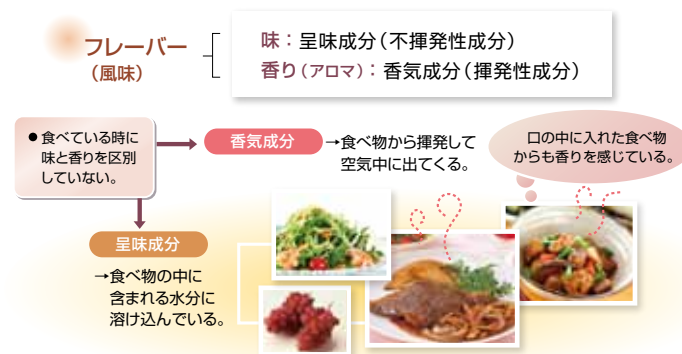 フレーバー
(風味)
味:呈味成分(不揮発性成分)
香り(アロマ):香気成分(揮発性成分)
●食べている時に
味と香りを区別
していない。
香気成分
→食べ物から揮発して
空気中に出てくる。
口の中に入れた食べ物
からも香りを感じている。
呈味成分
→食べ物の中に
含まれる水分に
溶け込んでいる。